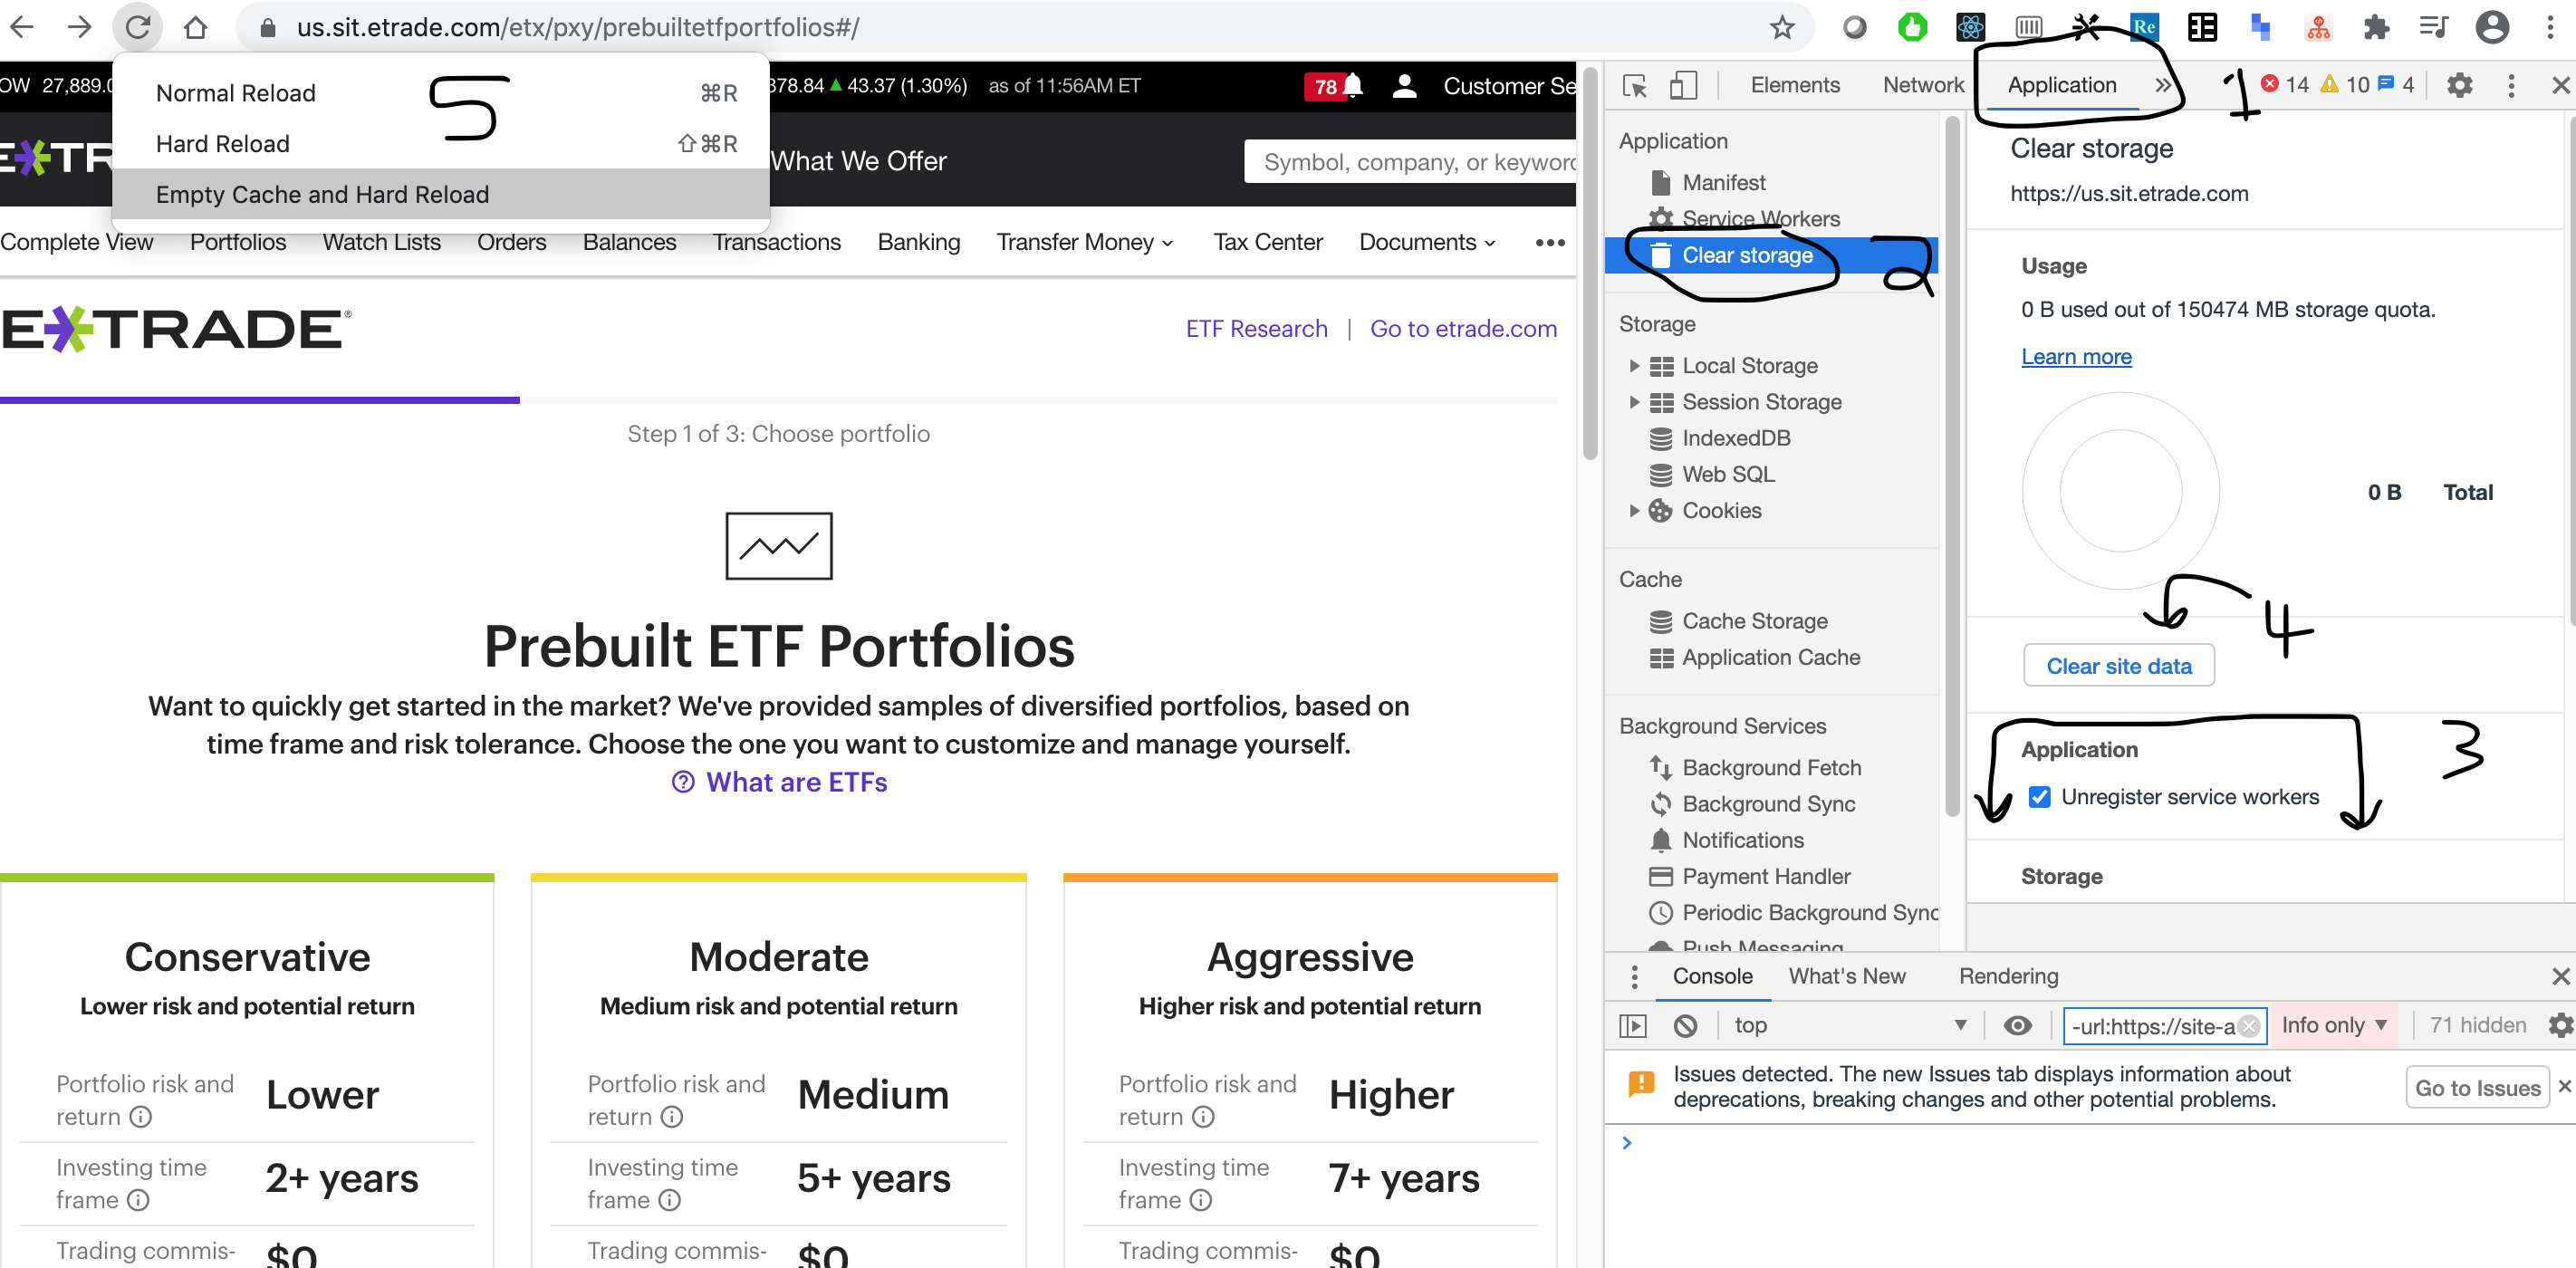 us.sit.etrade.com/etx/pxy/prebuiltetfportfolios#/
Re
OW 27,889.0
378.84 ▲ 43.37 (1.30%) as of 11:56AM ET
78
Customer Se
Normal Reload ⌘R
Hard Reload ⇧⌘R
Empty Cache and Hard Reload
5
E*TR
What We Offer
Symbol, company, or keyword
Complete View Portfolios Watch Lists Orders Balances Transactions Banking Transfer Money Tax Center Documents •••
E*TRADE®
ETF Research | Go to etrade.com
Step 1 of 3: Choose portfolio
Prebuilt ETF Portfolios
Want to quickly get started in the market? We've provided samples of diversified portfolios, based on
time frame and risk tolerance. Choose the one you want to customize and manage yourself.
What are ETFs
Conservative
Lower risk and potential return
Portfolio risk and
return
Lower
Investing time
frame
2+ years
Trading commis-
$0
Moderate
Medium risk and potential return
Portfolio risk and
return
Medium
Investing time
frame
5+ years
Trading commis-
$0
Aggressive
Higher risk and potential return
Portfolio risk and
return
Higher
Investing time
frame
7+ years
Trading commis-
$0
Elements Network Application » 1 14 10 4
Application
Manifest
Service Workers
Clear storage 2
Storage
Local Storage
Session Storage
IndexedDB
Web SQL
Cookies
Cache
Cache Storage
Application Cache
Background Services
Background Fetch
Background Sync
Notifications
Payment Handler
Periodic Background Sync
Push Messaging
Clear storage
https://us.sit.etrade.com
Usage
0 B used out of 150474 MB storage quota.
Learn more
0 B Total
4
Clear site data
3
Application
Unregister service workers
Storage
Console What's New Rendering
top
-url:https://site-a
Info only ▼
71 hidden
Issues detected. The new Issues tab displays information about
deprecations, breaking changes and other potential problems.
Go to Issues